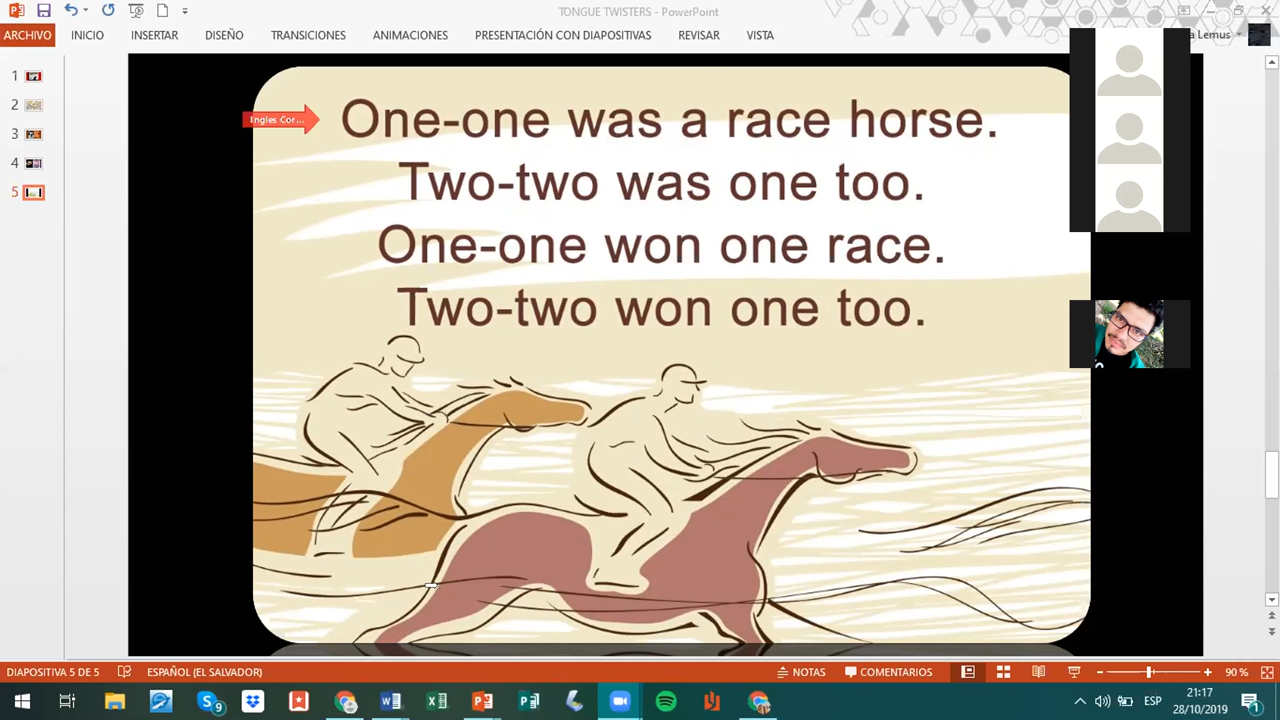 TONGUE TWISTERS - PowerPoint
ARCHIVO INICIO INSERTAR DISEÑO TRANSICIONES ANIMACIONES PRESENTACIÓN CON DIAPOSITIVAS REVISAR VISTA
Lemus
1
2
3
4
5
Ingles Cor...
One-one was a race horse.
Two-two was one too.
One-one won one race.
Two-two won one too.
DIAPOSITIVA 5 DE 5 ESPAÑOL (EL SALVADOR) NOTAS COMENTARIOS 90 %
9
ESP
21:17
28/10/2019
1